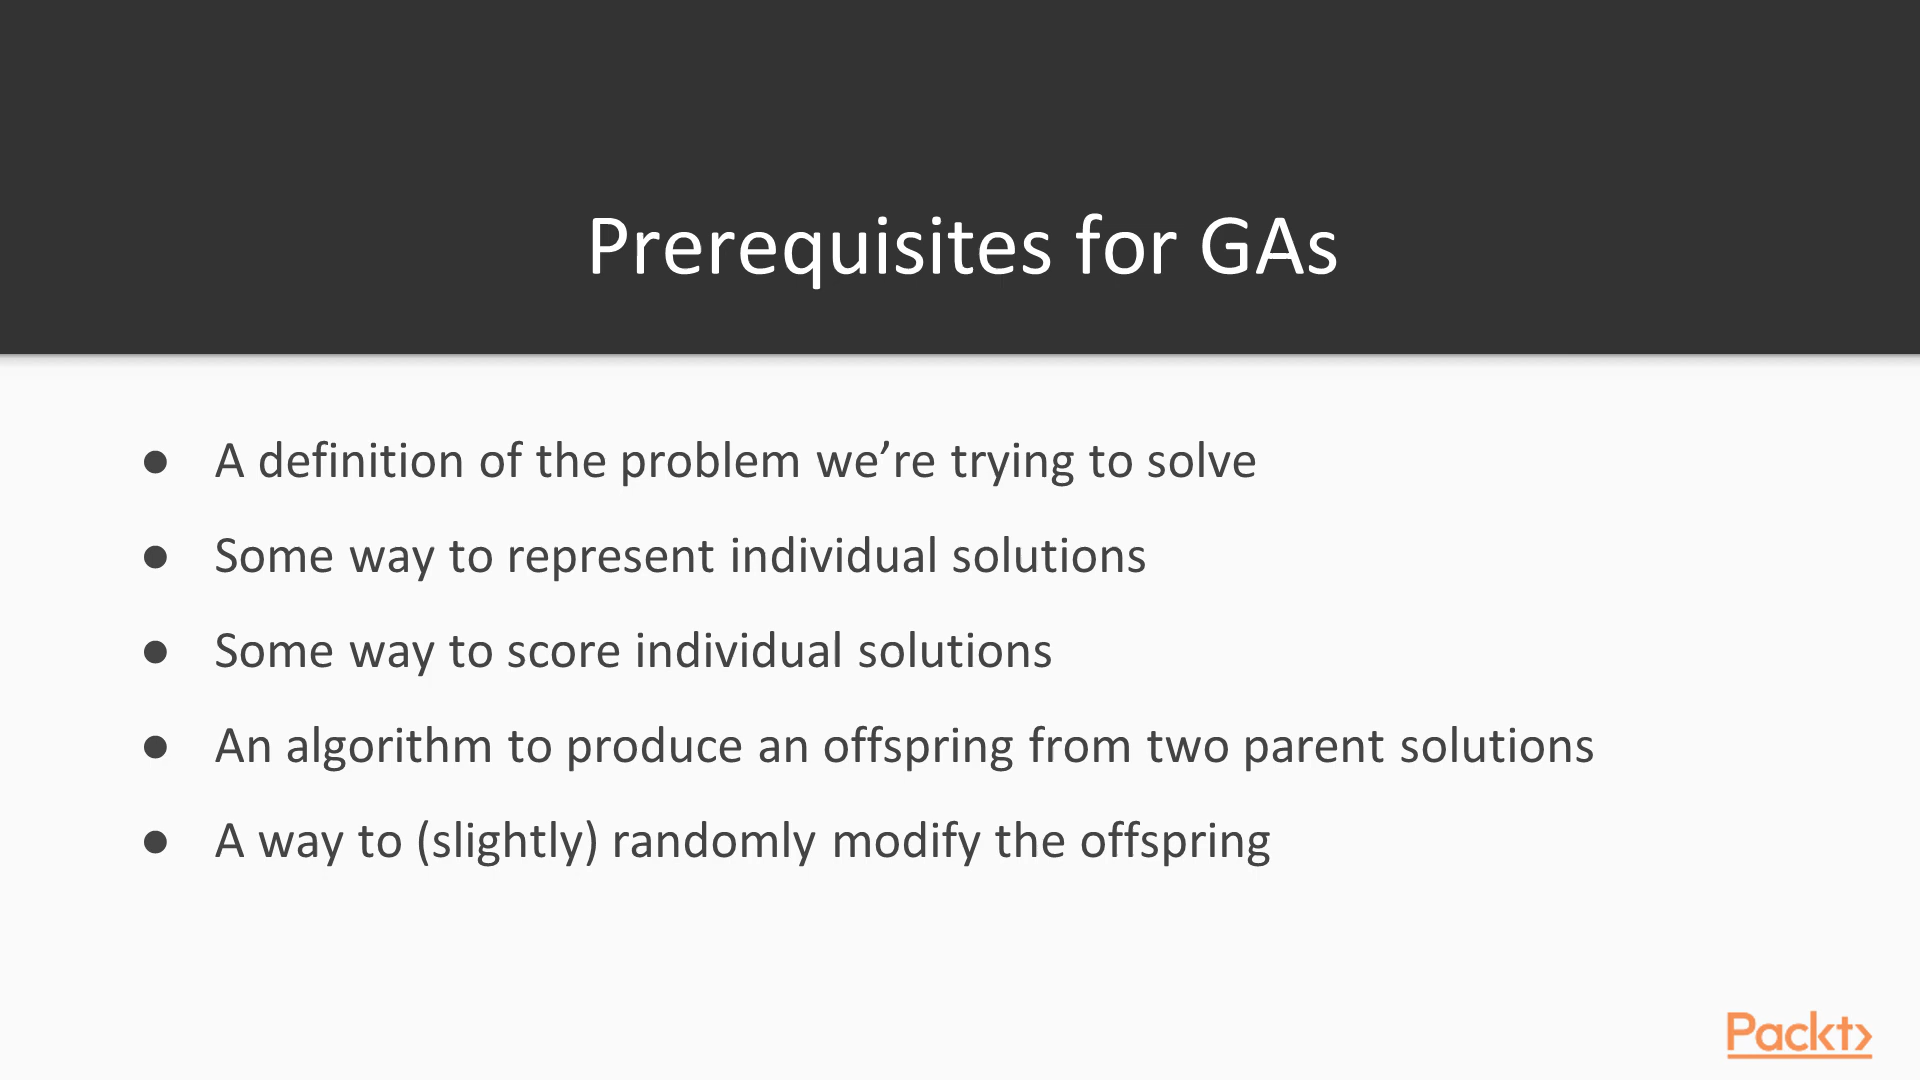 Prerequisites for GAs
● A definition of the problem we’re trying to solve
● Some way to represent individual solutions
● Some way to score individual solutions
● An algorithm to produce an offspring from two parent solutions
● A way to (slightly) randomly modify the offspring
Packt>